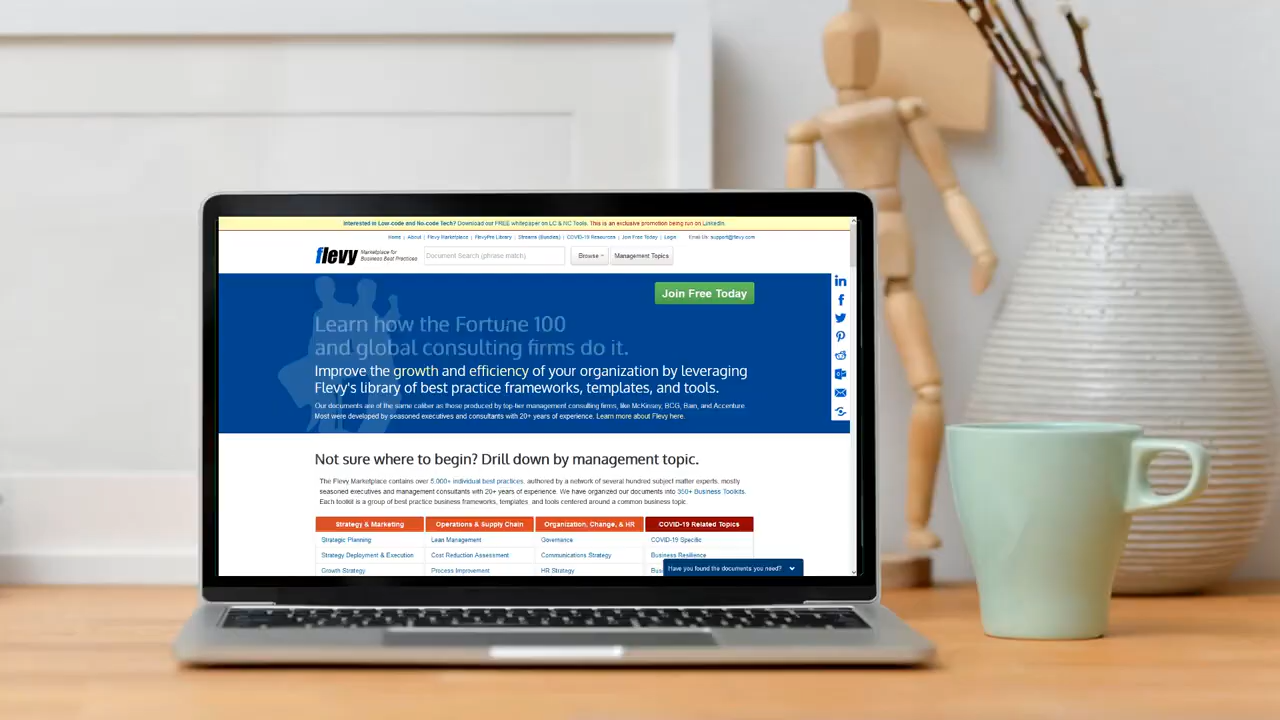 Interested in Low-code and No-code Tech? Download our FREE whitepaper on LC & NC Tools. This is an exclusive promotion being run on LinkedIn.
Home | About | Flevy Marketplace | FlevyPro Library | Streams (Bundles) | COVID-19 Resources | Join Free Today | Login Email Us: support@flevy.com
flevy
Marketplace for
Business Best Practices
Document Search (phrase match)
Browse
Management Topics
Join Free Today
Learn how the Fortune 100
and global consulting firms do it.
Improve the growth and efficiency of your organization by leveraging
Flevy's library of best practice frameworks, templates, and tools.
Our documents are of the same caliber as those produced by top-tier management consulting firms, like McKinsey, BCG, Bain, and Accenture.
Most were developed by seasoned executives and consultants with 20+ years of experience. Learn more about Flevy here.
Not sure where to begin? Drill down by management topic.
The Flevy Marketplace contains over 5,000+ individual best practices, authored by a network of several hundred subject matter experts, mostly
seasoned executives and management consultants with 20+ years of experience. We have organized our documents into 350+ Business Toolkits.
Each toolkit is a group of best practice business frameworks, templates, and tools centered around a common business topic.
Strategy & Marketing Operations & Supply Chain Organization, Change, & HR COVID-19 Related Topics
Strategic Planning Lean Management Governance COVID-19 Specific
Strategy Deployment & Execution Cost Reduction Assessment Communications Strategy Business Resilience
Growth Strategy Process Improvement HR Strategy
Have you found the documents you need?